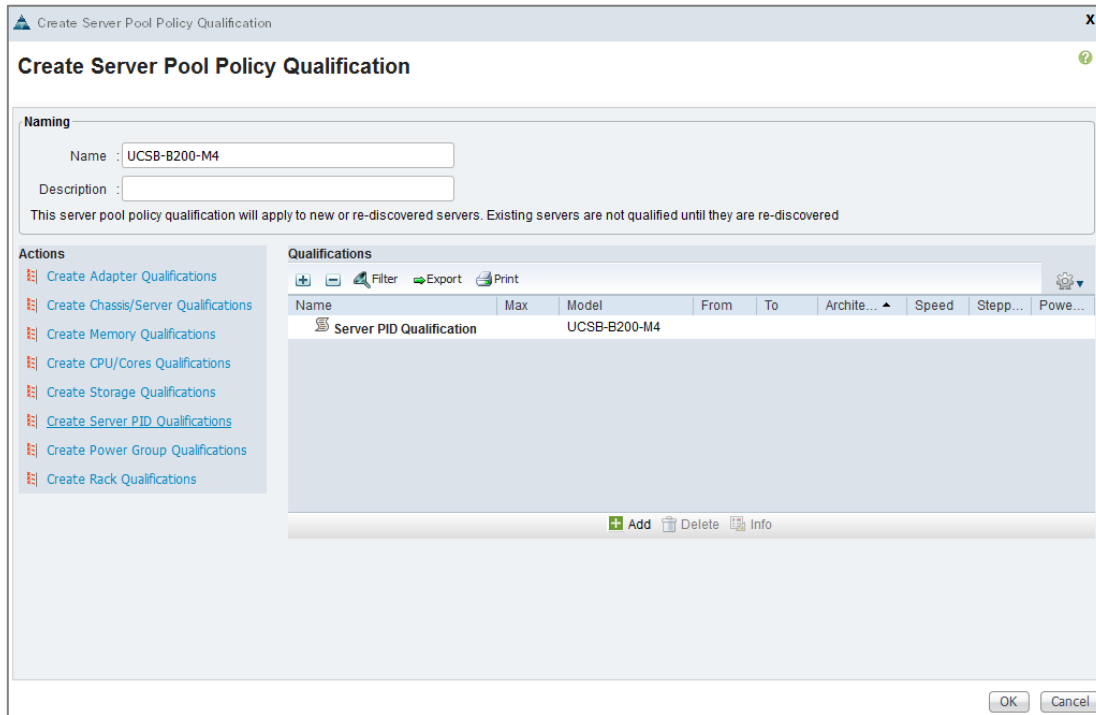 Create Server Pool Policy Qualification
X
Create Server Pool Policy Qualification
?
Naming
Name : UCSB-B200-M4
Description :
This server pool policy qualification will apply to new or re-discovered servers. Existing servers are not qualified until they are re-discovered
Actions
Create Adapter Qualifications
Create Chassis/Server Qualifications
Create Memory Qualifications
Create CPU/Cores Qualifications
Create Storage Qualifications
Create Server PID Qualifications
Create Power Group Qualifications
Create Rack Qualifications
Qualifications
Filter Export Print
Name Max Model From To Archite... Speed Stepp... Powe...
Server PID Qualification UCSB-B200-M4
Add Delete Info
OK Cancel